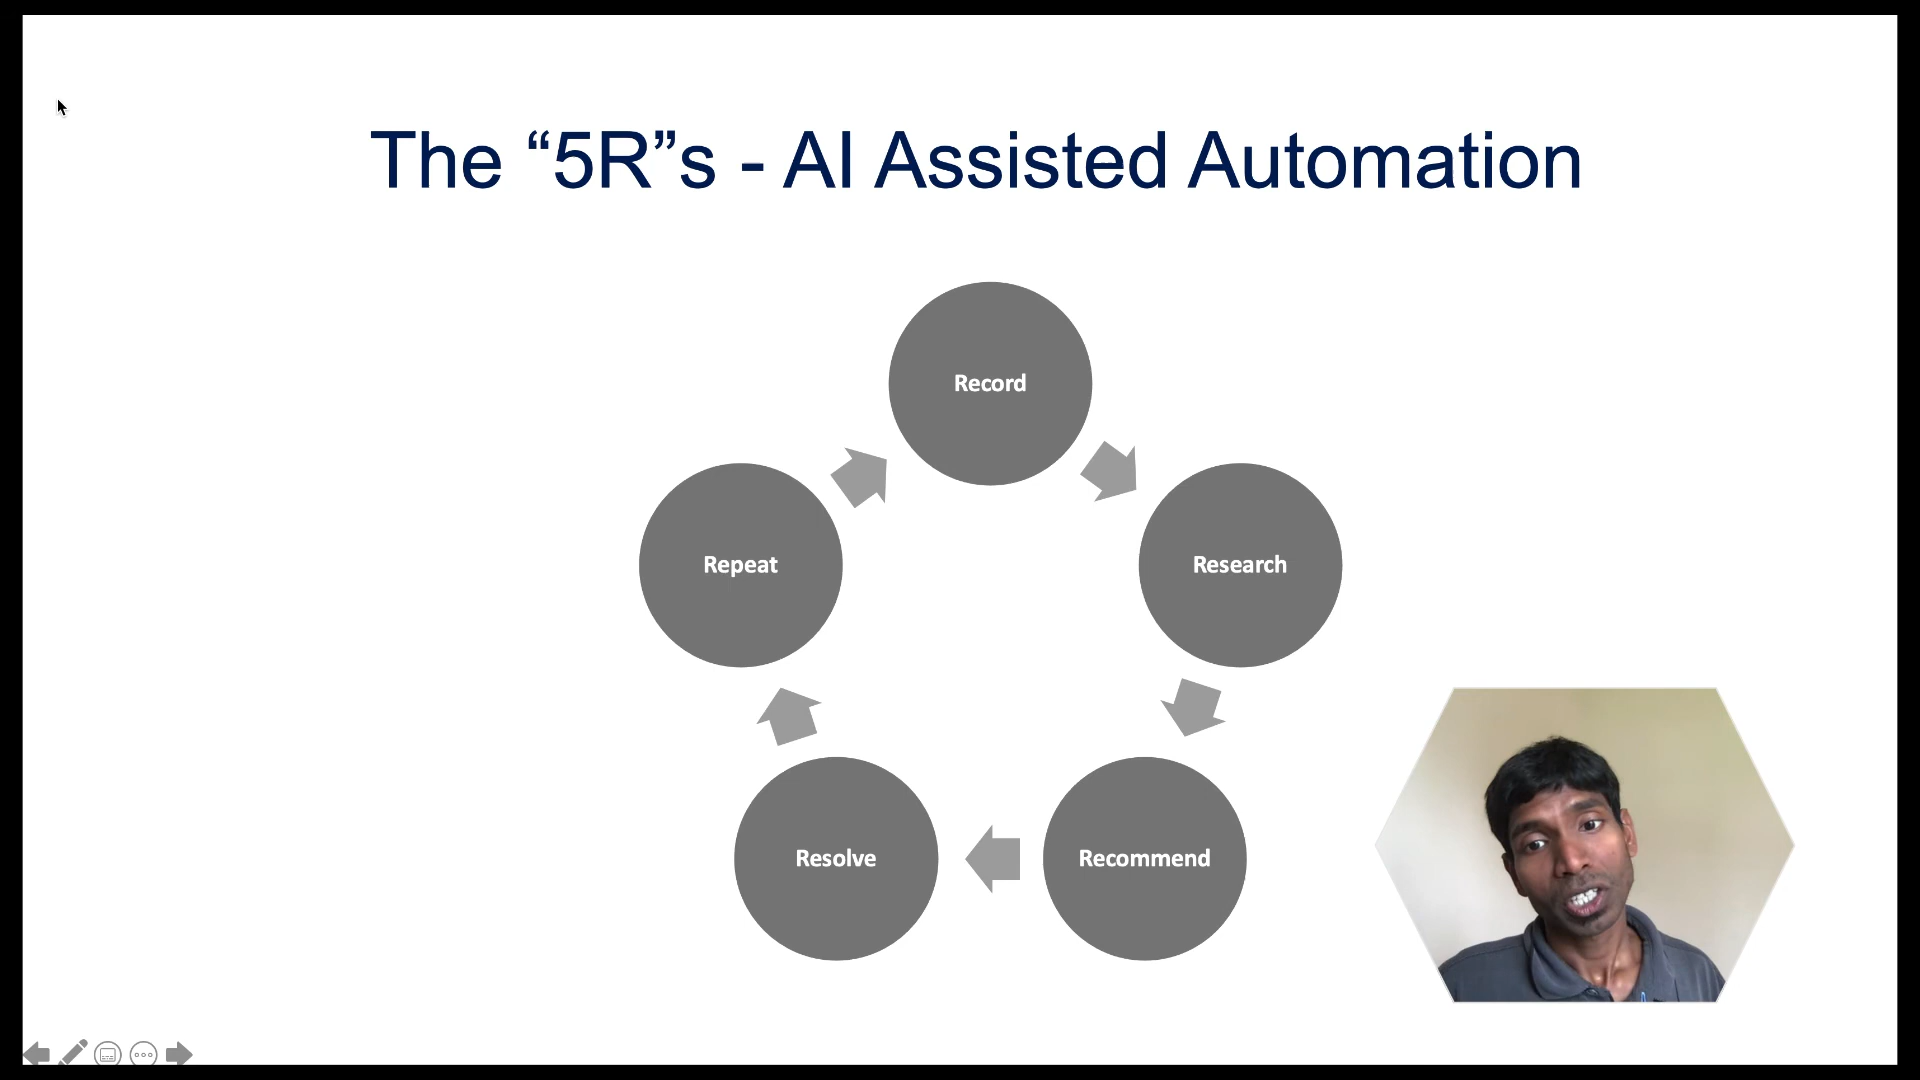 The “5R”s - AI Assisted Automation
Record
Research
Recommend
Resolve
Repeat